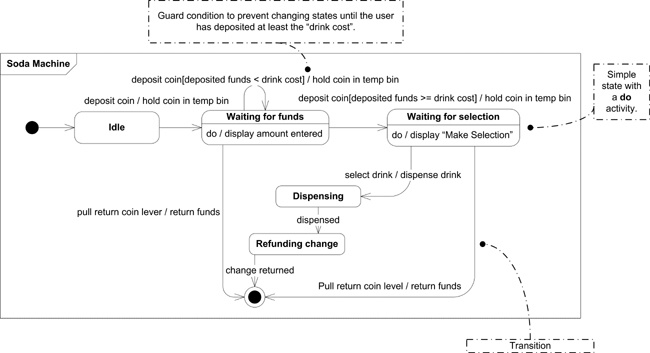 Guard condition to prevent changing states until the user
has deposited at least the “drink cost”.
Soda Machine
deposit coin[deposited funds < drink cost] / hold coin in temp bin
Simple
state with
a do
activity.
deposit coin / hold coin in temp bin
deposit coin[deposited funds >= drink cost] / hold coin in temp bin
Idle
Waiting for funds
do / display amount entered
Waiting for selection
do / display “Make Selection”
select drink / dispense drink
Dispensing
pull return coin lever / return funds
dispensed
Refunding change
change returned
Pull return coin level / return funds
Transition